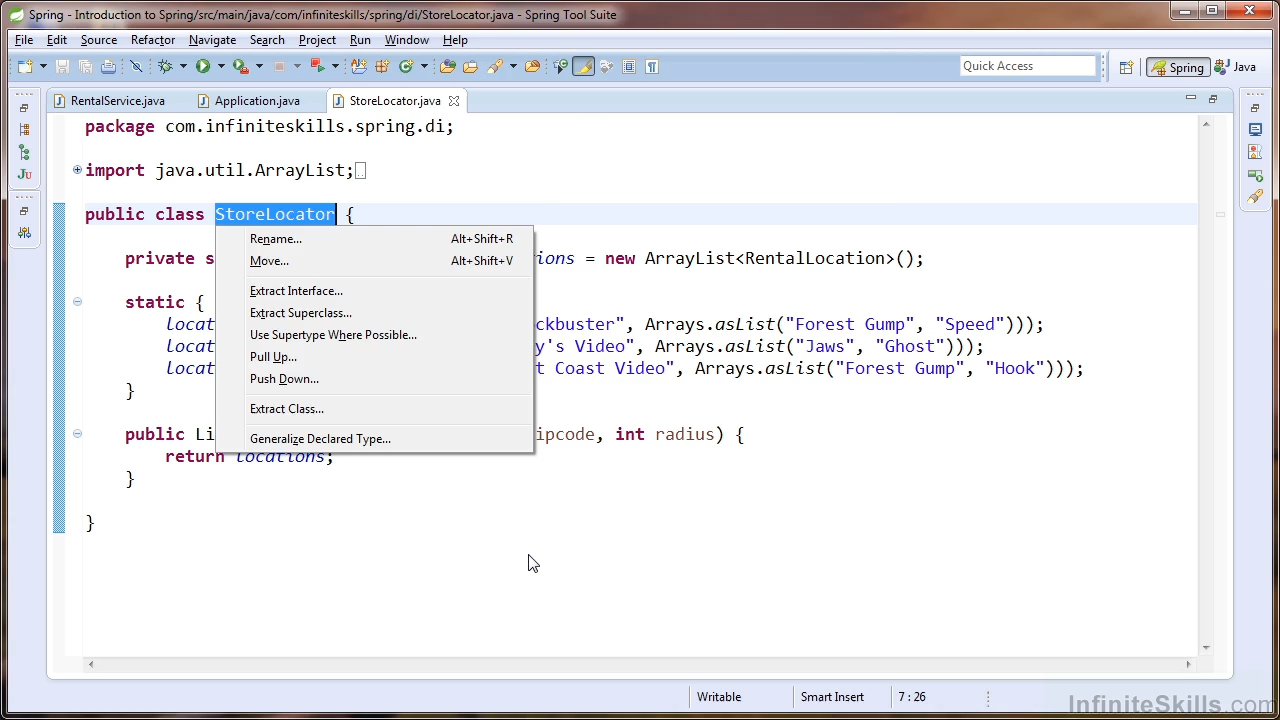 Spring - Introduction to Spring/src/main/java/com/infiniteskills/spring/di/StoreLocator.java - Spring Tool Suite
File Edit Source Refactor Navigate Search Project Run Window Help
Quick Access Spring Java
RentalService.java Application.java StoreLocator.java
package com.infiniteskills.spring.di;
import java.util.ArrayList;
public class StoreLocator {
Rename... Alt+Shift+R
Move... Alt+Shift+V
Extract Interface...
Extract Superclass...
Use Supertype Where Possible...
Pull Up...
Push Down...
Extract Class...
Generalize Declared Type...
private s ions = new ArrayList<RentalLocation>();
static {
locat ckbuster", Arrays.asList("Forest Gump", "Speed")));
locat y's Video", Arrays.asList("Jaws", "Ghost")));
locat t Coast Video", Arrays.asList("Forest Gump", "Hook")));
}
public Li ipcode, int radius) {
return locations;
}
}
Writable Smart Insert 7 : 26
InfiniteSkills.com